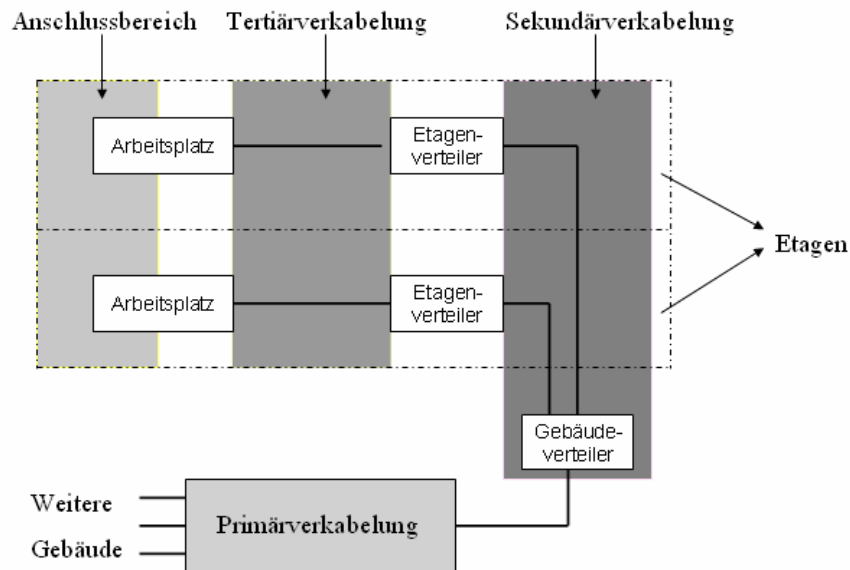 Anschlussbereich
Tertiärverkabelung
Sekundärverkabelung
Arbeitsplatz
Etagen-
verteiler
Etagen
Arbeitsplatz
Etagen-
verteiler
Gebäude-
verteiler
Weitere
Gebäude
Primärverkabelung